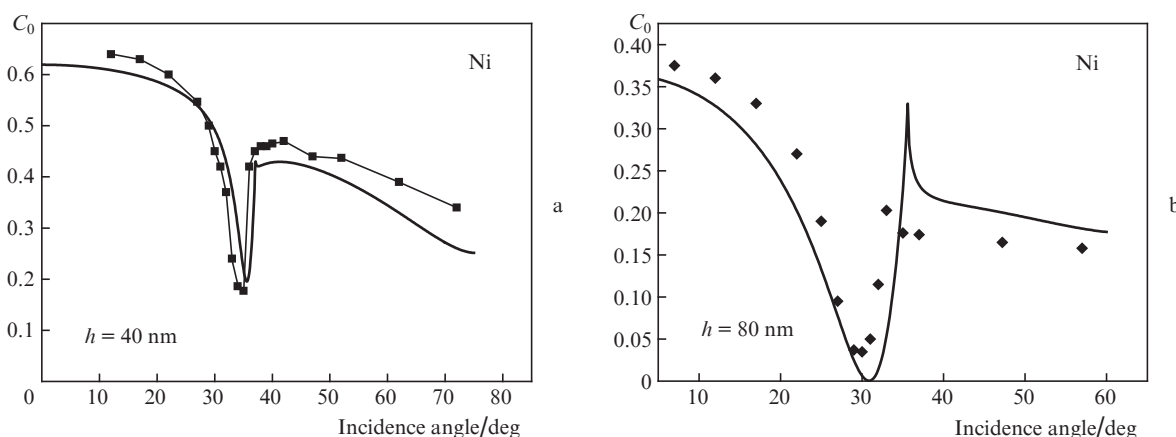 C₀
Ni
0.6
0.5
0.4
0.3
0.2
0.1
0
h = 40 nm
10 20 30 40 50 60 70 80
Incidence angle/deg
a
C₀
0.40
Ni
0.35
0.30
0.25
0.20
0.15
0.10
0.05
0
h = 80 nm
10 20 30 40 50 60
Incidence angle/deg
b